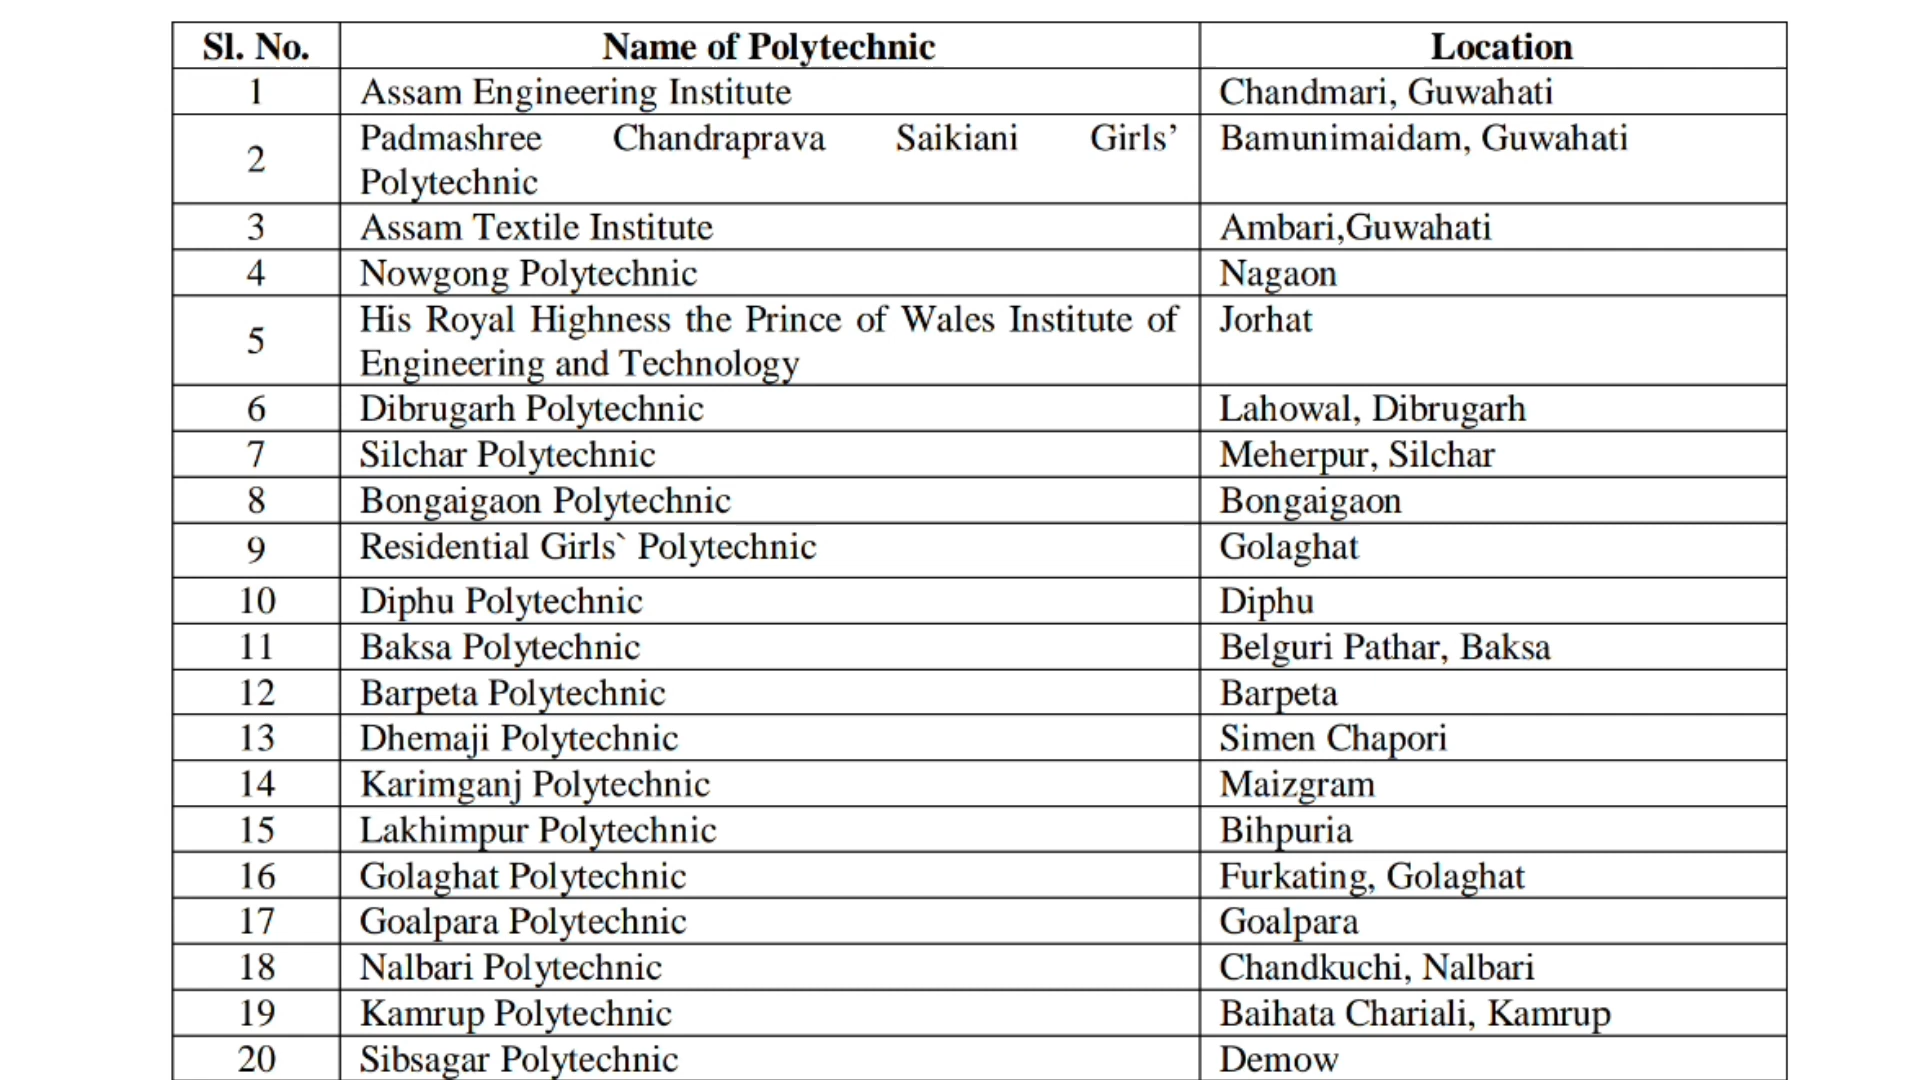 Sl. No. Name of Polytechnic Location
1 Assam Engineering Institute Chandmari, Guwahati
2 Padmashree Chandraprava Saikiani Girls’ Bamunimaidam, Guwahati
Polytechnic
3 Assam Textile Institute Ambari,Guwahati
4 Nowgong Polytechnic Nagaon
5 His Royal Highness the Prince of Wales Institute of Jorhat
Engineering and Technology
6 Dibrugarh Polytechnic Lahowal, Dibrugarh
7 Silchar Polytechnic Meherpur, Silchar
8 Bongaigaon Polytechnic Bongaigaon
9 Residential Girls` Polytechnic Golaghat
10 Diphu Polytechnic Diphu
11 Baksa Polytechnic Belguri Pathar, Baksa
12 Barpeta Polytechnic Barpeta
13 Dhemaji Polytechnic Simen Chapori
14 Karimganj Polytechnic Maizgram
15 Lakhimpur Polytechnic Bihpuria
16 Golaghat Polytechnic Furkating, Golaghat
17 Goalpara Polytechnic Goalpara
18 Nalbari Polytechnic Chandkuchi, Nalbari
19 Kamrup Polytechnic Baihata Chariali, Kamrup
20 Sibsagar Polytechnic Demow